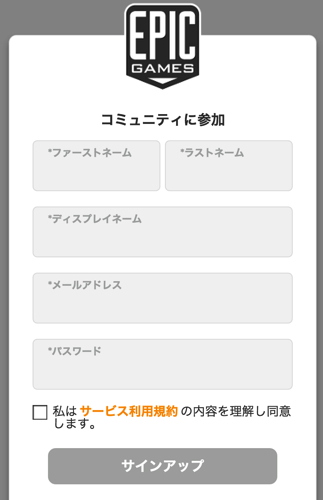 EPIC
GAMES
コミュニティに参加
*ファーストネーム
*ラストネーム
*ディスプレイネーム
*メールアドレス
*パスワード
私は サービス利用規約 の内容を理解し同意
します。
サインアップ